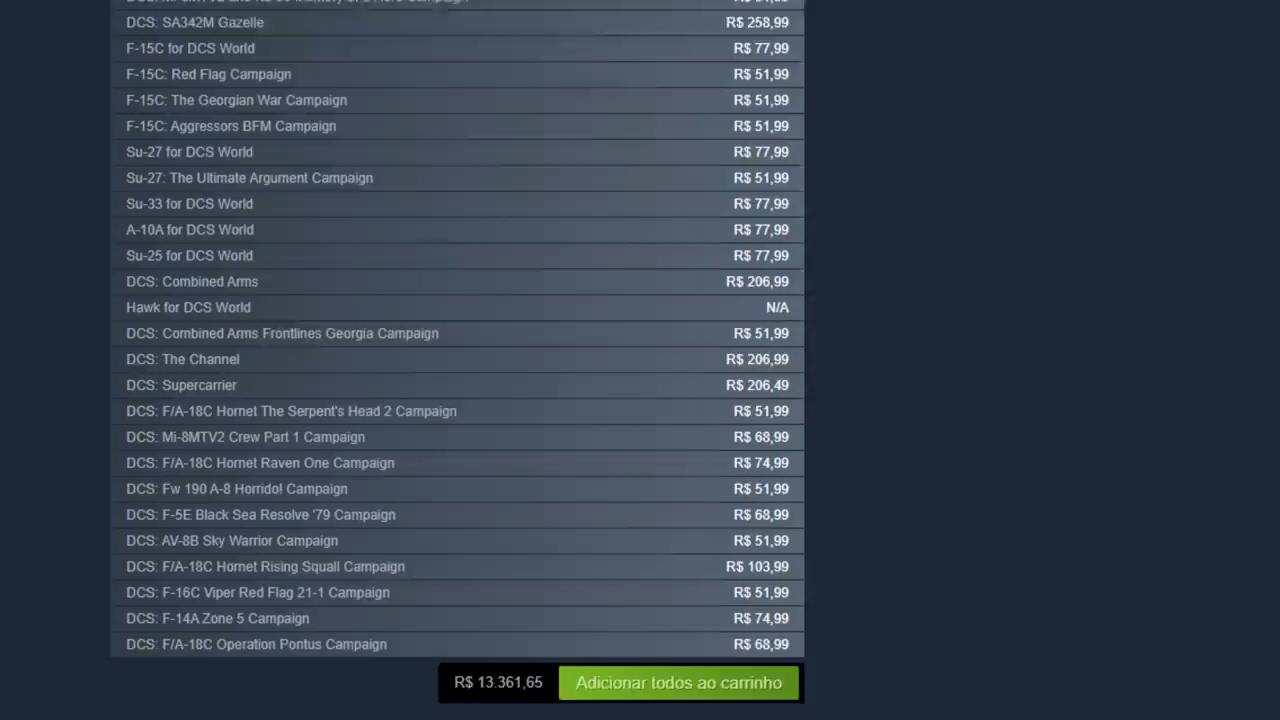 DCS: SA342M Gazelle R$ 258,99
F-15C for DCS World R$ 77,99
F-15C: Red Flag Campaign R$ 51,99
F-15C: The Georgian War Campaign R$ 51,99
F-15C: Aggressors BFM Campaign R$ 51,99
Su-27 for DCS World R$ 77,99
Su-27: The Ultimate Argument Campaign R$ 51,99
Su-33 for DCS World R$ 77,99
A-10A for DCS World R$ 77,99
Su-25 for DCS World R$ 77,99
DCS: Combined Arms R$ 206,99
Hawk for DCS World N/A
DCS: Combined Arms Frontlines Georgia Campaign R$ 51,99
DCS: The Channel R$ 206,99
DCS: Supercarrier R$ 206,49
DCS: F/A-18C Hornet The Serpent's Head 2 Campaign R$ 51,99
DCS: Mi-8MTV2 Crew Part 1 Campaign R$ 68,99
DCS: F/A-18C Hornet Raven One Campaign R$ 74,99
DCS: Fw 190 A-8 Horrido! Campaign R$ 51,99
DCS: F-5E Black Sea Resolve '79 Campaign R$ 68,99
DCS: AV-8B Sky Warrior Campaign R$ 51,99
DCS: F/A-18C Hornet Rising Squall Campaign R$ 103,99
DCS: F-16C Viper Red Flag 21-1 Campaign R$ 51,99
DCS: F-14A Zone 5 Campaign R$ 74,99
DCS: F/A-18C Operation Pontus Campaign R$ 68,99
R$ 13.361,65 Adicionar todos ao carrinho